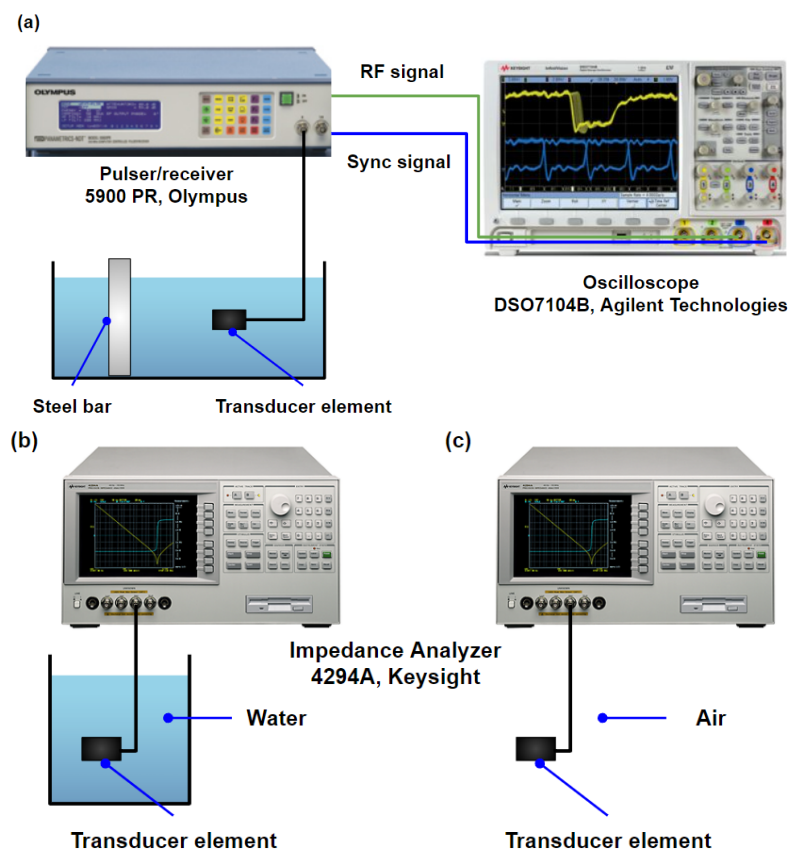 (a)
OLYMPUS
RF signal
KEYSIGHT
Sync signal
Pulser/receiver
5900 PR, Olympus
Oscilloscope
DSO7104B, Agilent Technologies
Steel bar
Transducer element
(b)
(c)
Impedance Analyzer
4294A, Keysight
Water
Air
Transducer element
Transducer element